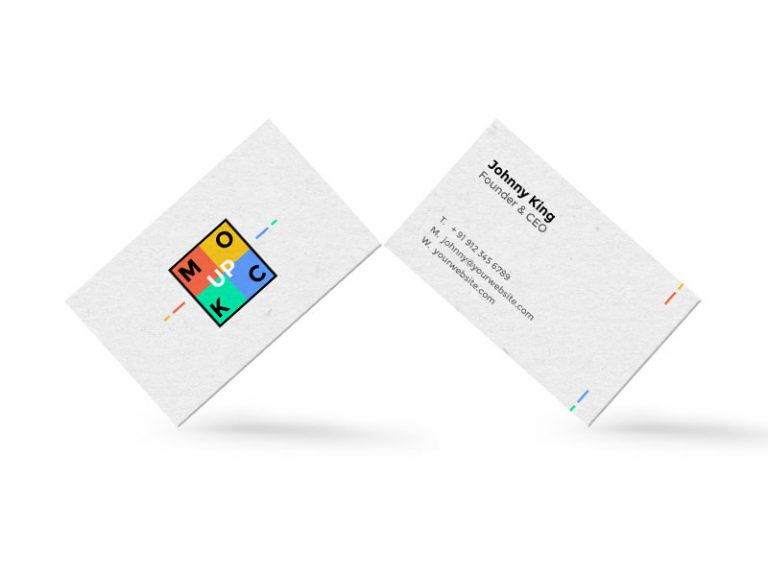 M O C K
UP
Johnny King
Founder & CEO
T. + 91 912 345 6789
M. johnny@yourwebsite.com
W. yourwebsite.com